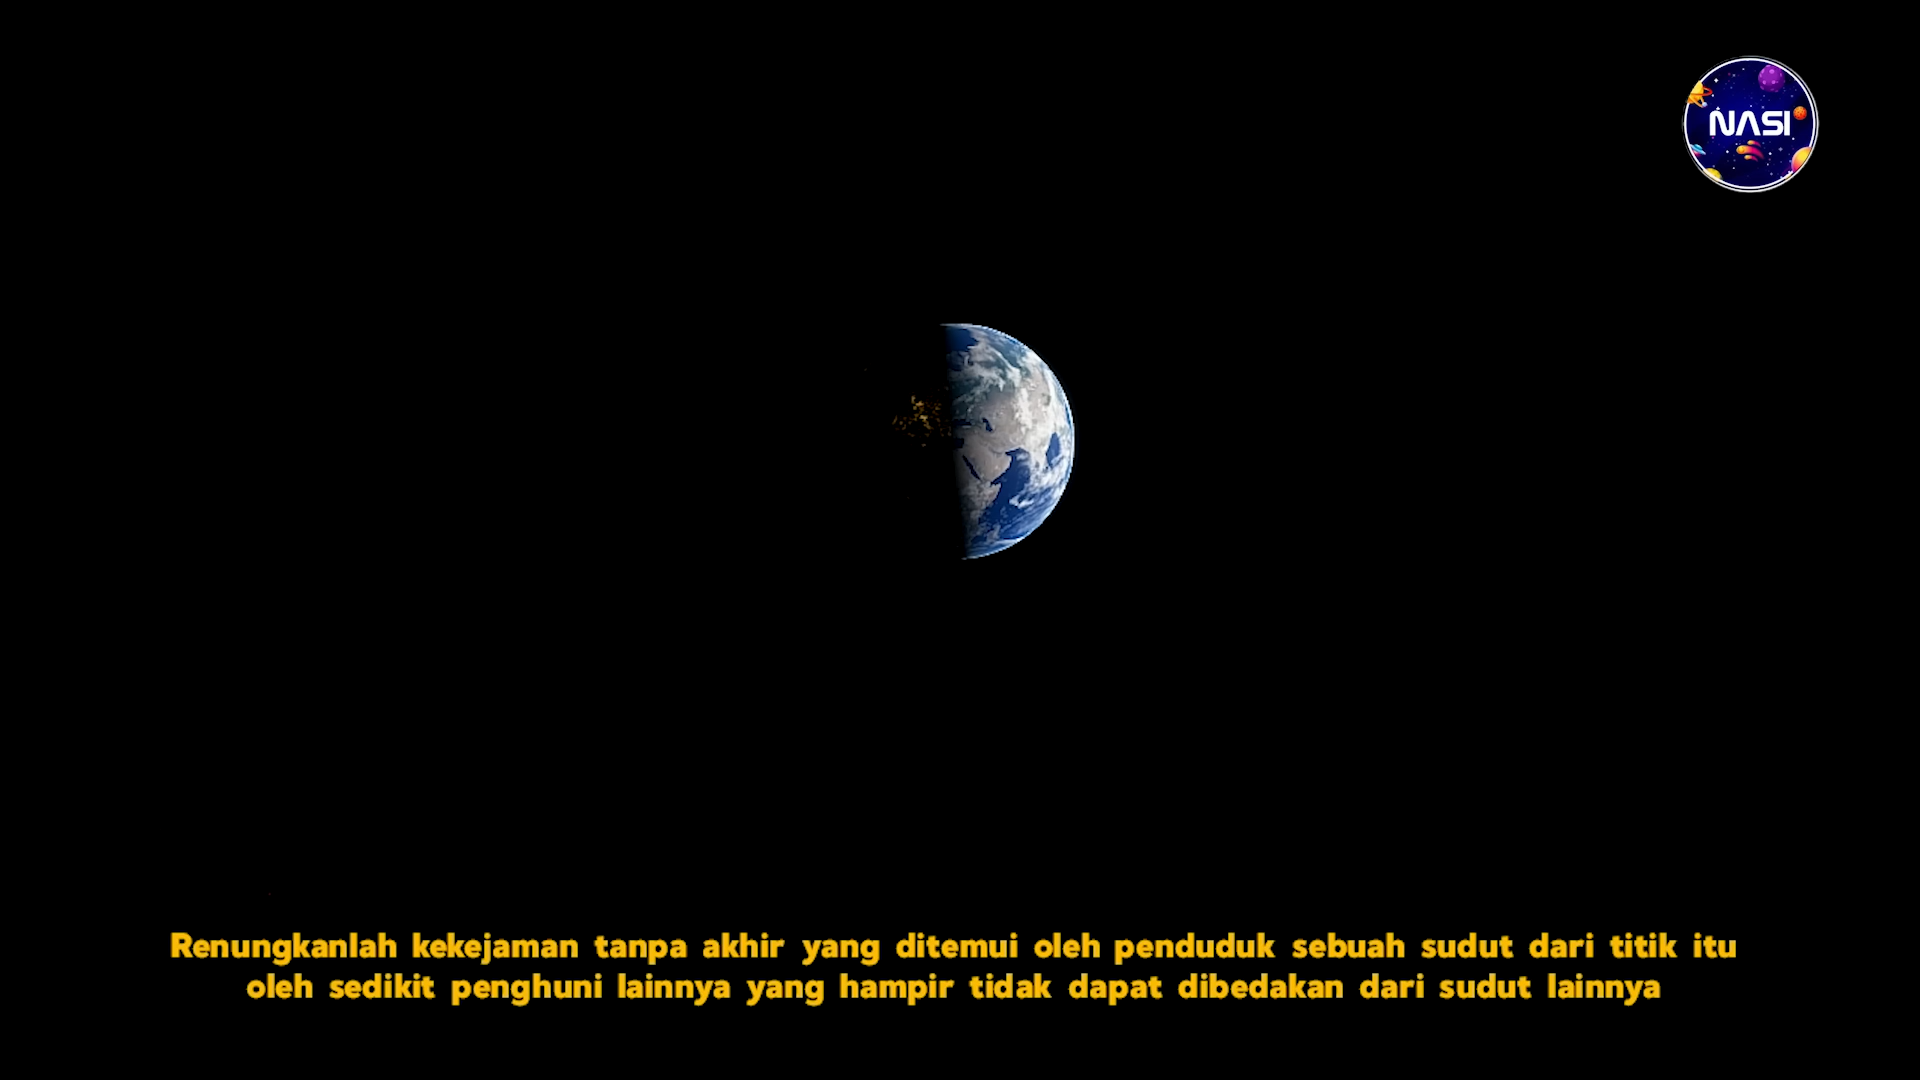 NASI
Renungkanlah kekejaman tanpa akhir yang ditemui oleh penduduk sebuah sudut dari titik itu
oleh sedikit penghuni lainnya yang hampir tidak dapat dibedakan dari sudut lainnya